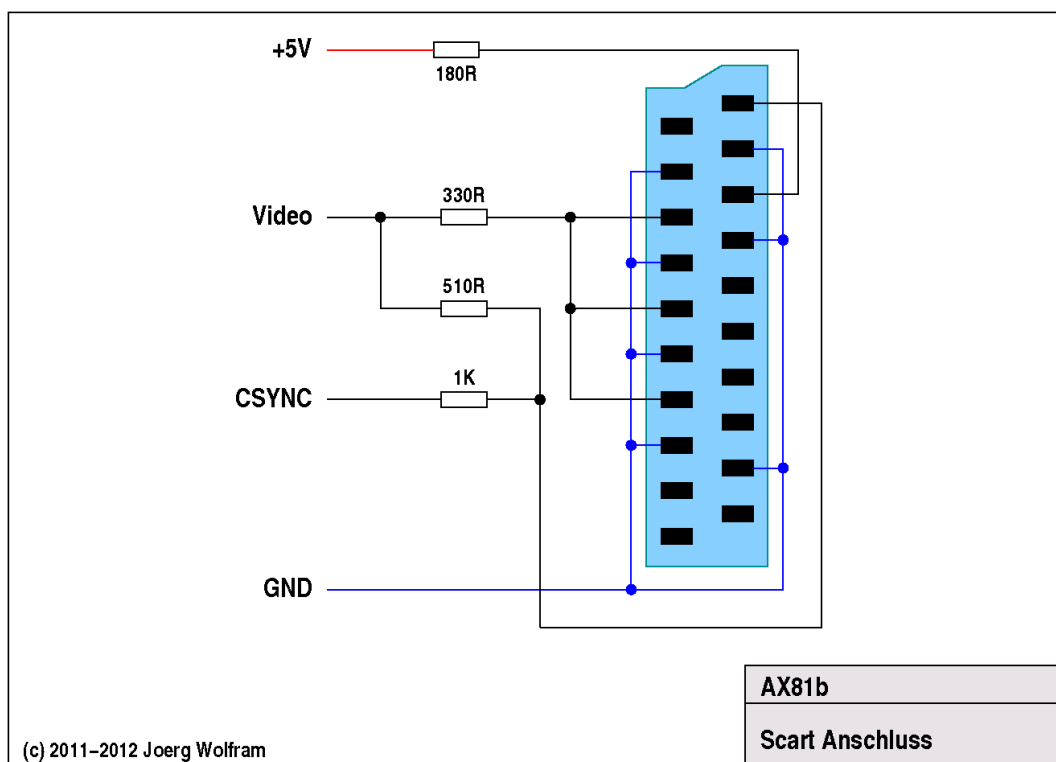 +5V
180R
330R
Video
510R
1K
CSYNC
GND
AX81b
Scart Anschluss
(c) 2011−2012 Joerg Wolfram